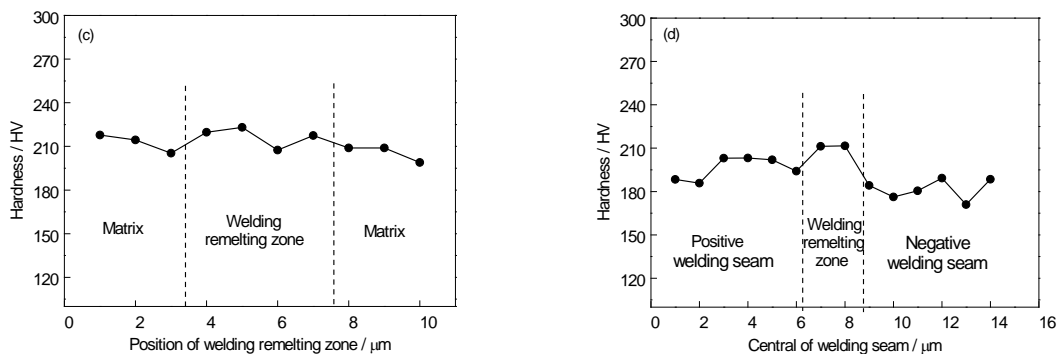 (c)
300
270
240
210
180
150
120
Hardness / HV
Matrix
Welding
remelting zone
Matrix
0 2 4 6 8 10
Position of welding remelting zone / μm
(d)
300
270
240
210
180
150
120
Hardness / HV
Positive
welding seam
Welding
remelting
zone
Negative
welding seam
0 2 4 6 8 10 12 14 16
Central of welding seam / μm